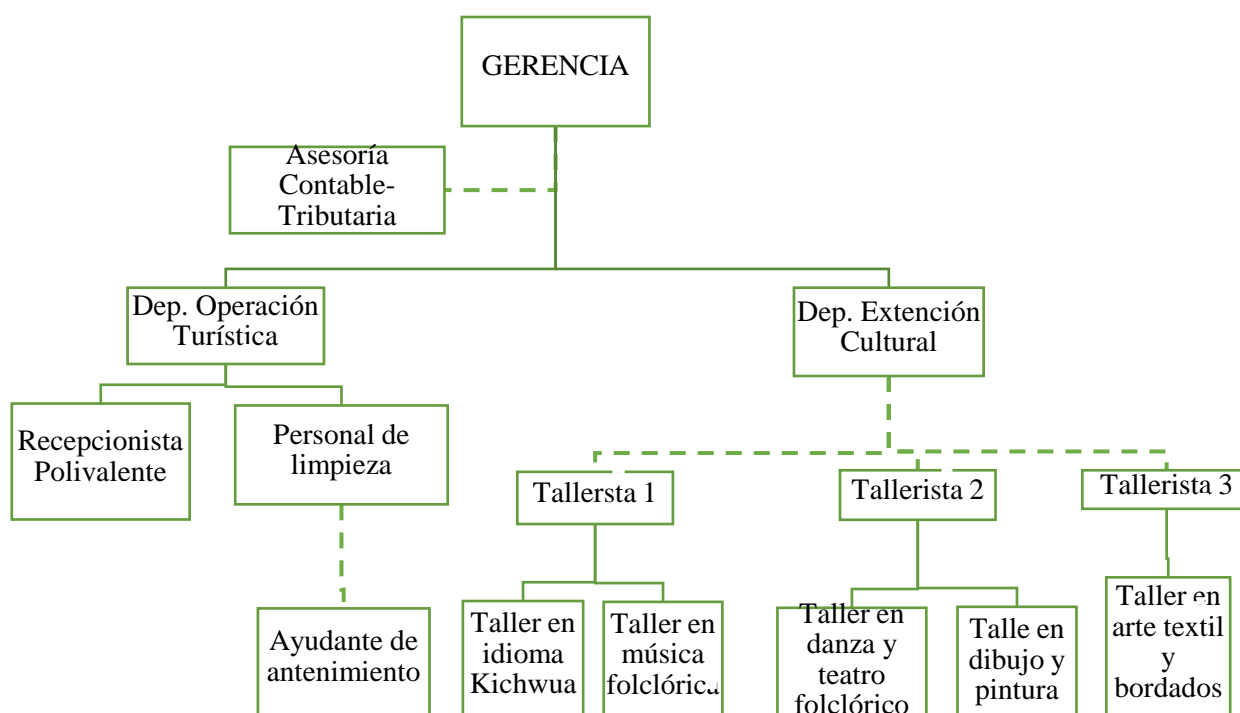 GERENCIA
Asesoría
Contable-
Tributaria
Dep. Operación
Turística
Dep. Extención
Cultural
Recepcionista
Polivalente
Personal de
limpieza
Tallersta 1
Tallerista 2
Tallerista 3
Ayudante de
antenimiento
Taller en
idioma
Kichwua
Taller en
música
folclórica
Taller en
danza y
teatro
folclórico
Talle en
dibujo y
pintura
Taller en
arte textil
y
bordados